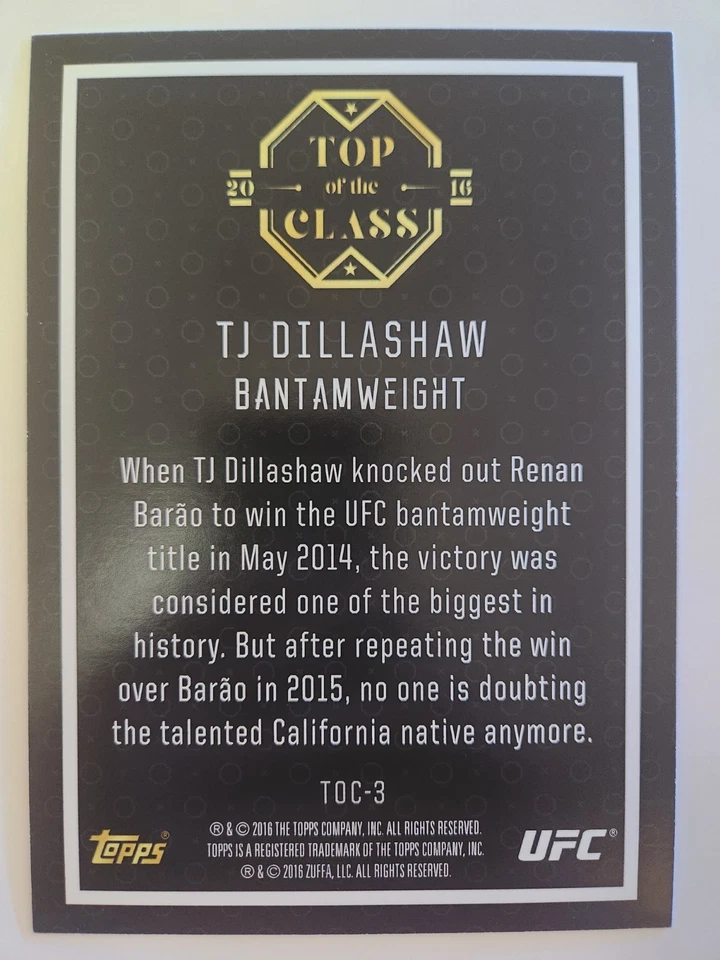 TOP
20 of the 16
CLASS
TJ DILLASHAW
BANTAMWEIGHT
When TJ Dillashaw knocked out Renan
Barão to win the UFC bantamweight
title in May 2014, the victory was
considered one of the biggest in
history. But after repeating the win
over Barão in 2015, no one is doubting
the talented California native anymore.
TOC-3
® & © 2016 THE TOPPS COMPANY, INC. ALL RIGHTS RESERVED.
TOPPS IS A REGISTERED TRADEMARK OF THE TOPPS COMPANY, INC.
® & © 2016 ZUFFA, LLC. ALL RIGHTS RESERVED.
Topps®
UFC®